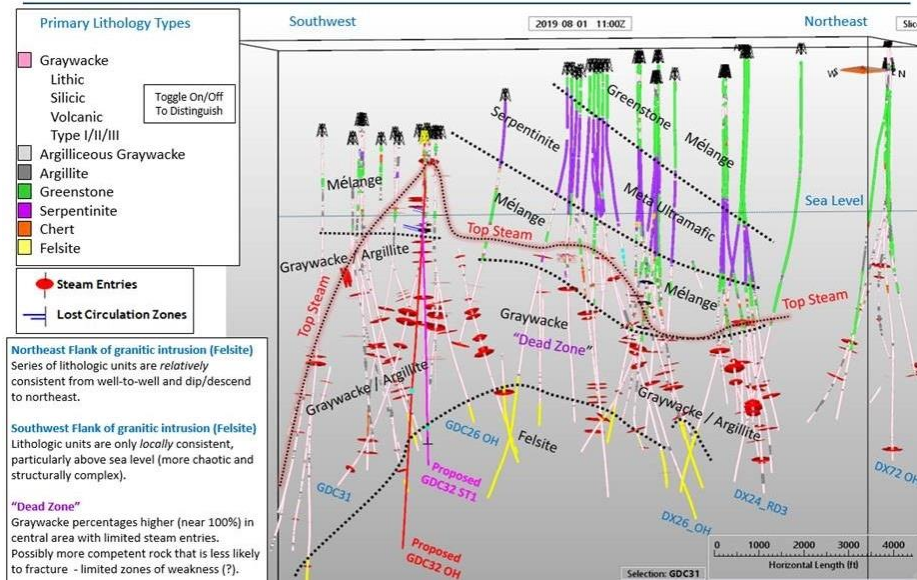 Primary Lithology Types
Graywacke
Lithic
Silicic
Volcanic
Type I/II/III
Toggle On/Off
To Distinguish
Argilliceous Graywacke
Argillite
Greenstone
Serpentinite
Chert
Felsite
Steam Entries
Lost Circulation Zones
Northeast Flank of granitic intrusion (Felsite)
Series of lithologic units are relatively
consistent from well-to-well and dip/descend
to northeast.
Southwest Flank of granitic intrusion (Felsite)
Lithologic units are only locally consistent,
particularly above sea level (more chaotic and
structurally complex).
"Dead Zone"
Graywacke percentages higher (near 100%) in
central area with limited steam entries.
Possibly more competent rock that is less likely
to fracture - limited zones of weakness (?).
Southwest
2019 08 01 11:00Z
Northeast
Slic
W
N
Greenstone
Mélange
Serpentinite
Meta Ultramafic
Sea Level
Mélange
Mélange
Mélange
Top Steam
Top Steam
Top Steam
Graywacke / Argillite
Graywacke
"Dead Zone"
Graywacke / Argillite
Graywacke / Argillite
Felsite
GDC26 OH
GDC31
Proposed
GDC32 ST1
Proposed
GDC32 OH
DX26_OH
DX24_RD3
DX72 OH
0 1000 2000 3000 4000
Horizontal Length (ft)
Selection: GDC31